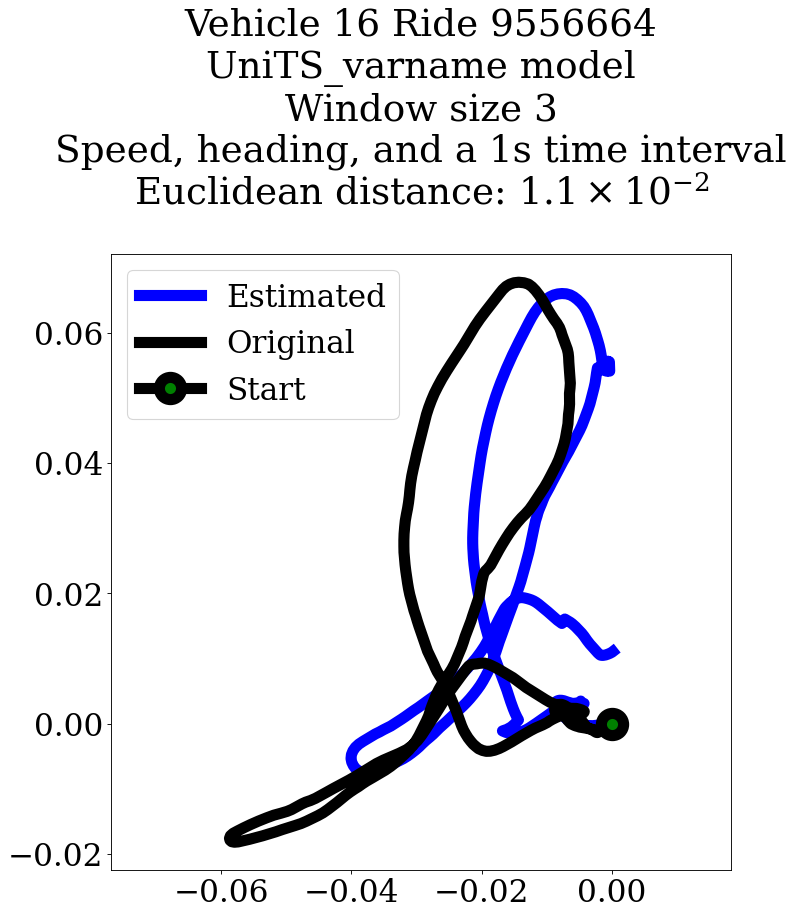 Vehicle 16 Ride 9556664
UniTS_varname model
Window size 3
Speed, heading, and a 1s time interval
Euclidean distance: 1.1 × 10⁻²
Estimated
Original
Start
0.06
0.04
0.02
0.00
−0.02
−0.06 −0.04 −0.02 0.00